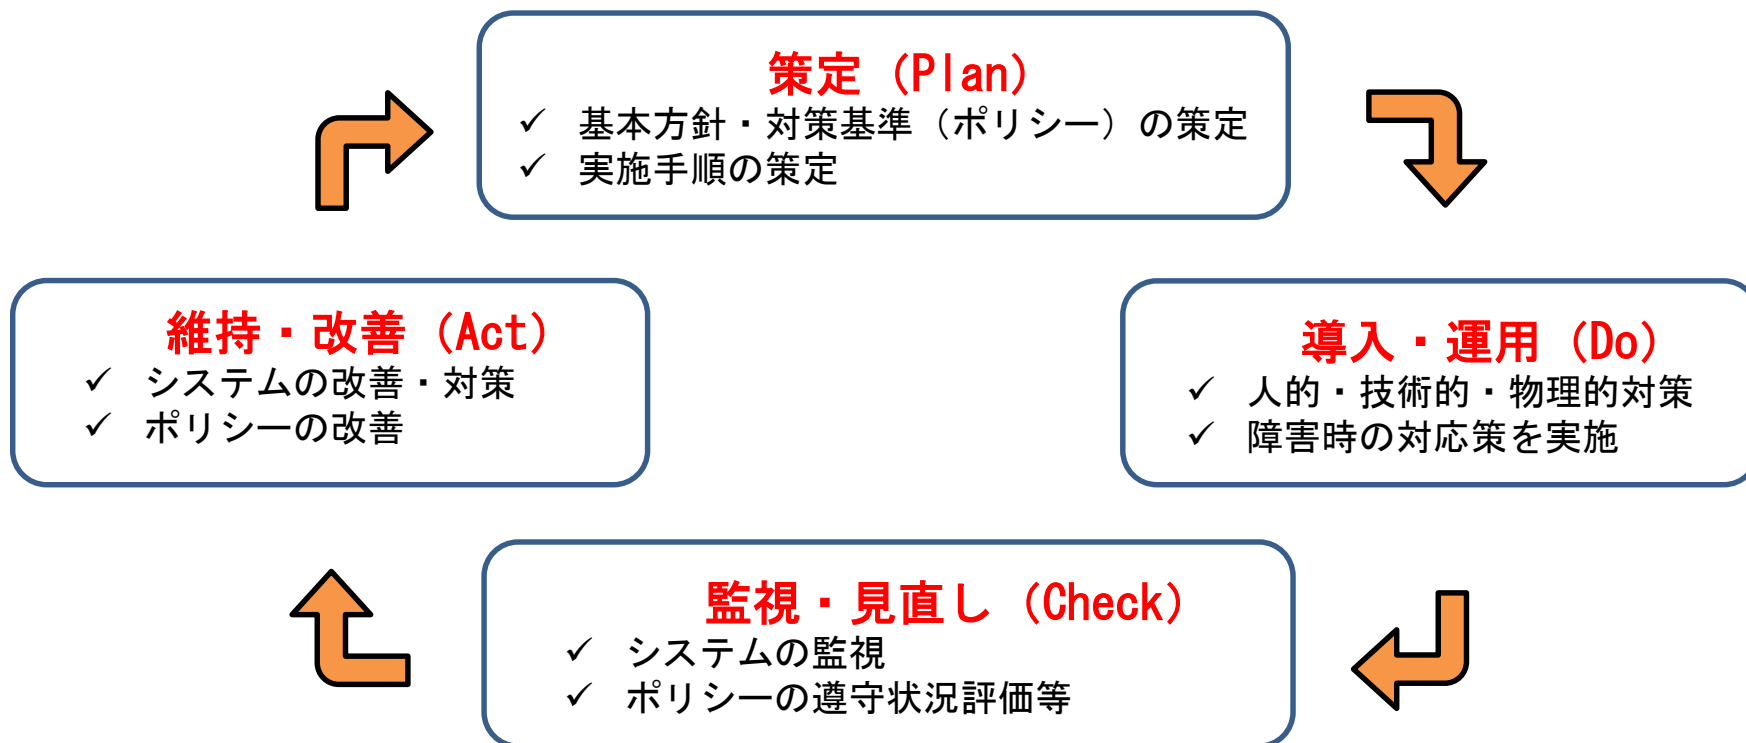 策定（Plan）
✓ 基本方針・対策基準（ポリシー）の策定
✓ 実施手順の策定
維持・改善（Act）
✓ システムの改善・対策
✓ ポリシーの改善
導入・運用（Do）
✓ 人的・技術的・物理的対策
✓ 障害時の対応策を実施
監視・見直し（Check）
✓ システムの監視
✓ ポリシーの遵守状況評価等